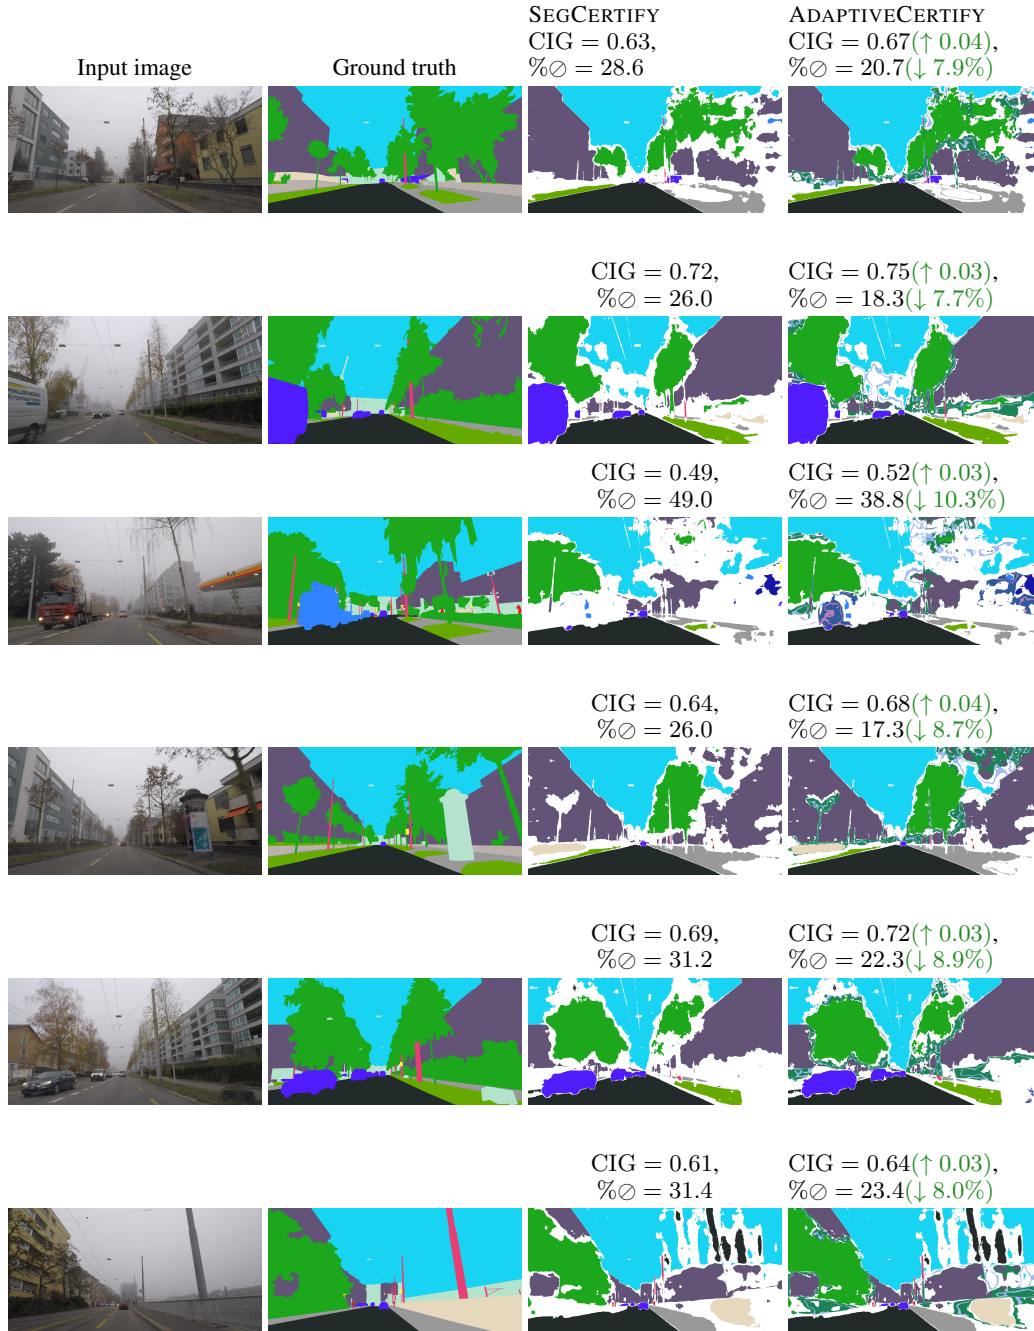 Input image
Ground truth
SEGCERTIFY
CIG = 0.63,
%⊘ = 28.6
ADAPTIVECERTIFY
CIG = 0.67(↑ 0.04),
%⊘ = 20.7(↓ 7.9%)
CIG = 0.72,
%⊘ = 26.0
CIG = 0.75(↑ 0.03),
%⊘ = 18.3(↓ 7.7%)
CIG = 0.49,
%⊘ = 49.0
CIG = 0.52(↑ 0.03),
%⊘ = 38.8(↓ 10.3%)
CIG = 0.64,
%⊘ = 26.0
CIG = 0.68(↑ 0.04),
%⊘ = 17.3(↓ 8.7%)
CIG = 0.69,
%⊘ = 31.2
CIG = 0.72(↑ 0.03),
%⊘ = 22.3(↓ 8.9%)
CIG = 0.61,
%⊘ = 31.4
CIG = 0.64(↑ 0.03),
%⊘ = 23.4(↓ 8.0%)